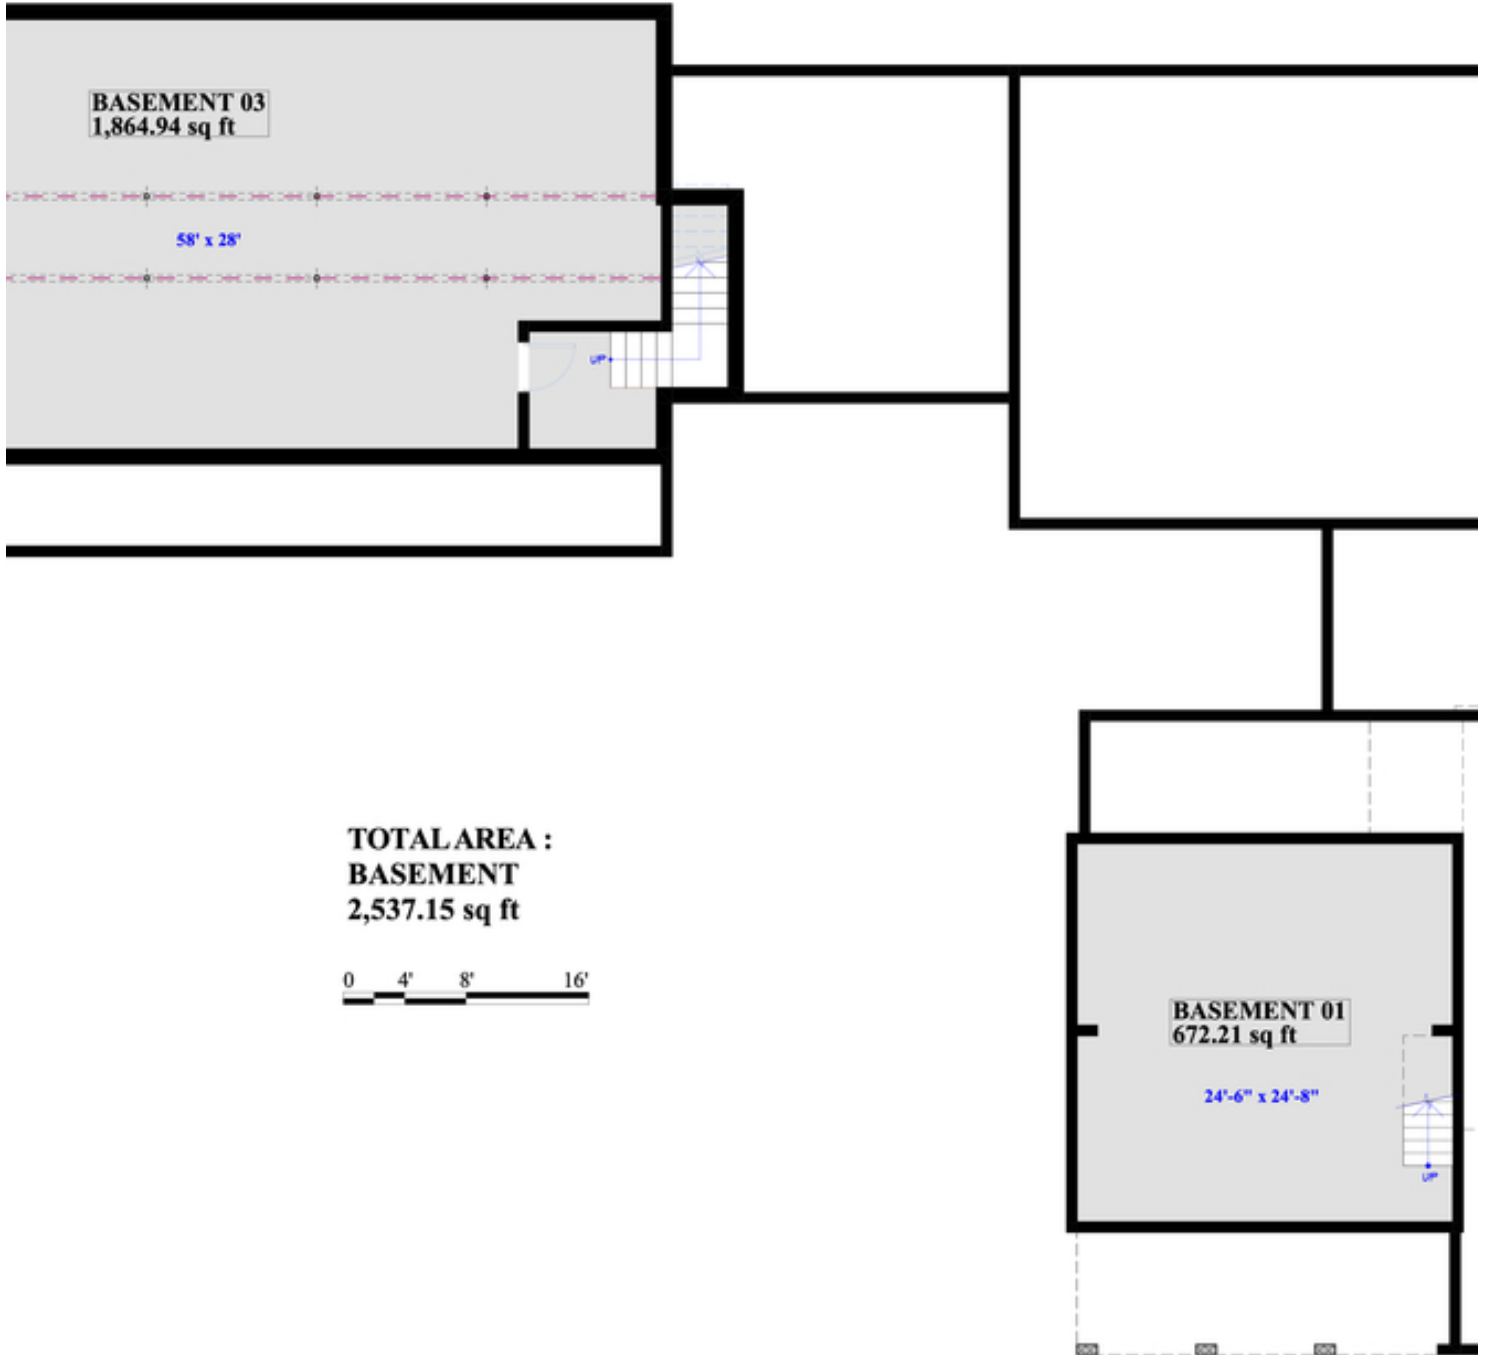 BASEMENT 03
1,864.94 sq ft
58' x 28'
UP
TOTAL AREA :
BASEMENT
2,537.15 sq ft
0 4' 8' 16'
BASEMENT 01
672.21 sq ft
24'-6" x 24'-8"
UP